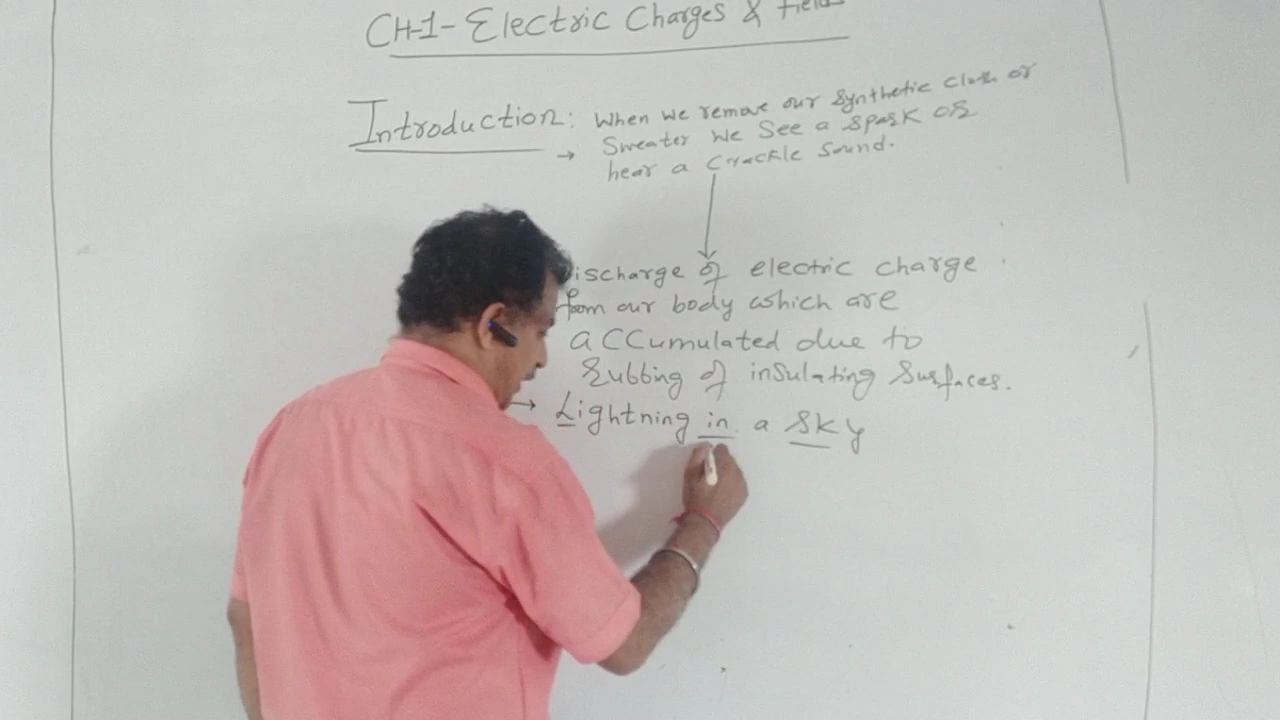 CH-1- Electric Charges & Field
Introduction: When we remove our Synthetic cloth or
→ Sweater we See a Spark or
hear a Crackle Sound.
ischarge of electric charge
from our body which are
accumulated due to
Rubbing of insulating Surfaces.
→ Lightning in a Sky